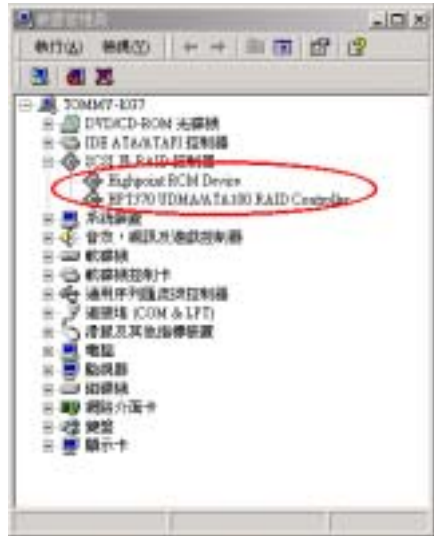 裝置管理員
執行(A) 檢視(V)
TOMMY-K077
DVD/CD-ROM 光碟機
IDE ATA/ATAPI 控制器
SCSI 及 RAID 控制器
Highpoint RCM Device
HPT370 UDMA/ATA100 RAID Controller
系統裝置
音效，視訊及遊戲控制器
軟碟機
軟碟機控制卡
通用序列匯流排控制器
連接埠 (COM & LPT)
滑鼠及其他指標裝置
電腦
監視器
磁碟機
網路介面卡
鍵盤
顯示卡